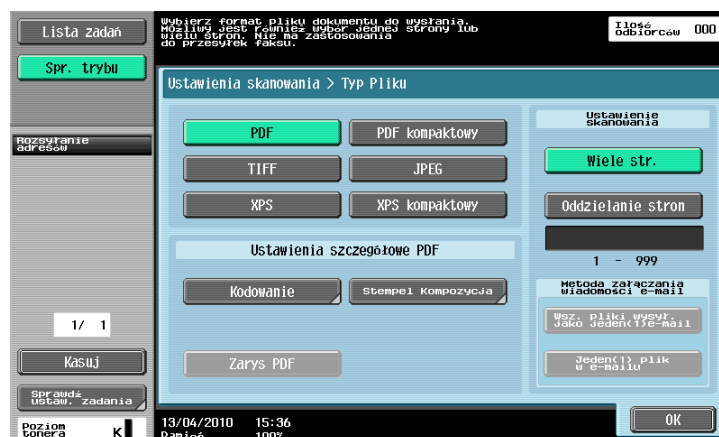 Lista zadań
Spr. trybu
Rozsyłanie
adresów
1/ 1
Kasuj
Sprawdź
ustaw. zadania
Poziom
tonera K
Wybierz format pliku dokumentu do wysłania.
Możliwy jest również wybór jednej strony lub
wielu stron. Nie ma zastosowania
do przesyłek faksu.
Ilość
odbiorców 000
Ustawienia skanowania > Typ Pliku
PDF
PDF kompaktowy
TIFF
JPEG
XPS
XPS kompaktowy
Ustawienia szczegółowe PDF
Kodowanie
Stempel Kompozycja
Zarys PDF
Ustawienie
skanowania
Wiele str.
Oddzielanie stron
1 - 999
Metoda załączania
wiadomości e-mail
Wsz. pliki wysył.
jako jeden(1)e-mail
Jeden(1) plik
w e-mailu
OK
13/04/2010 15:36
Pamięć 100%